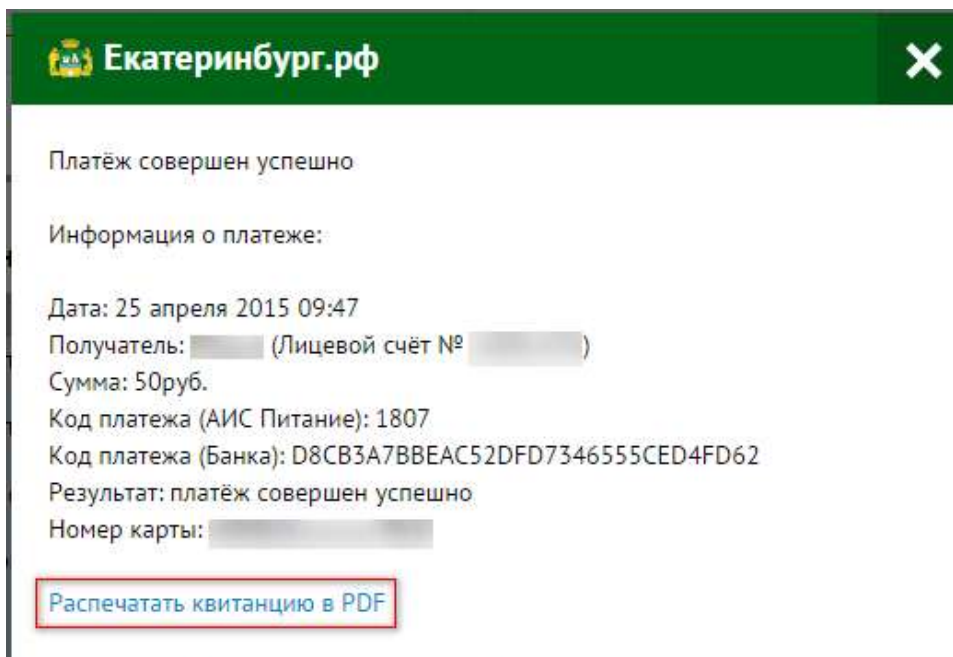 Екатеринбург.рф
Платёж совершен успешно
Информация о платеже:
Дата: 25 апреля 2015 09:47
Получатель: (Лицевой счёт № )
Сумма: 50руб.
Код платежа (АИС Питание): 1807
Код платежа (Банка): D8CB3A7BBEAC52DFD7346555CED4FD62
Результат: платёж совершен успешно
Номер карты:
Распечатать квитанцию в PDF